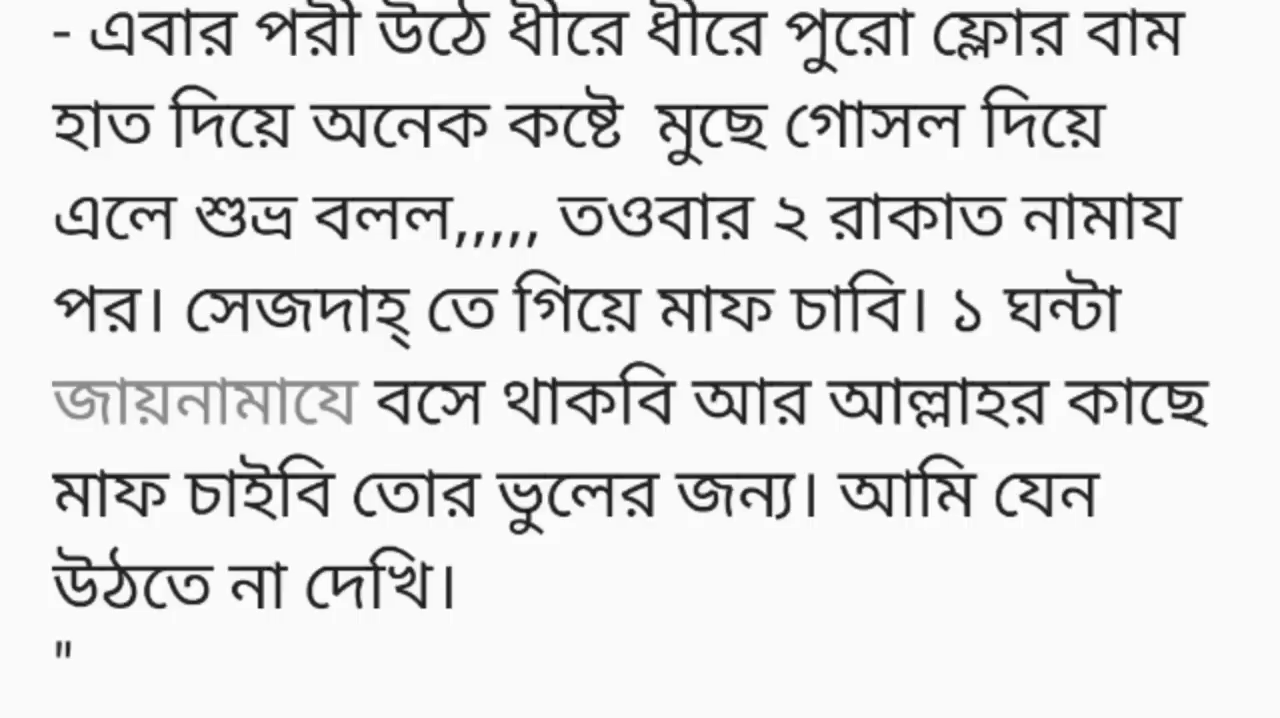 - এবার পরী উঠে ধীরে ধীরে পুরো ফ্লোর বাম
হাত দিয়ে অনেক কষ্টে  মুছে গোসল দিয়ে
এলে শুভ্র বলল,,,,, তওবার ২ রাকাত নামায
পর। সেজদাহ্ তে গিয়ে মাফ চাবি। ১ ঘন্টা
জায়নামাযে বসে থাকবি আর আল্লাহর কাছে
মাফ চাইবি তোর ভুলের জন্য। আমি যেন
উঠতে না দেখি।
"